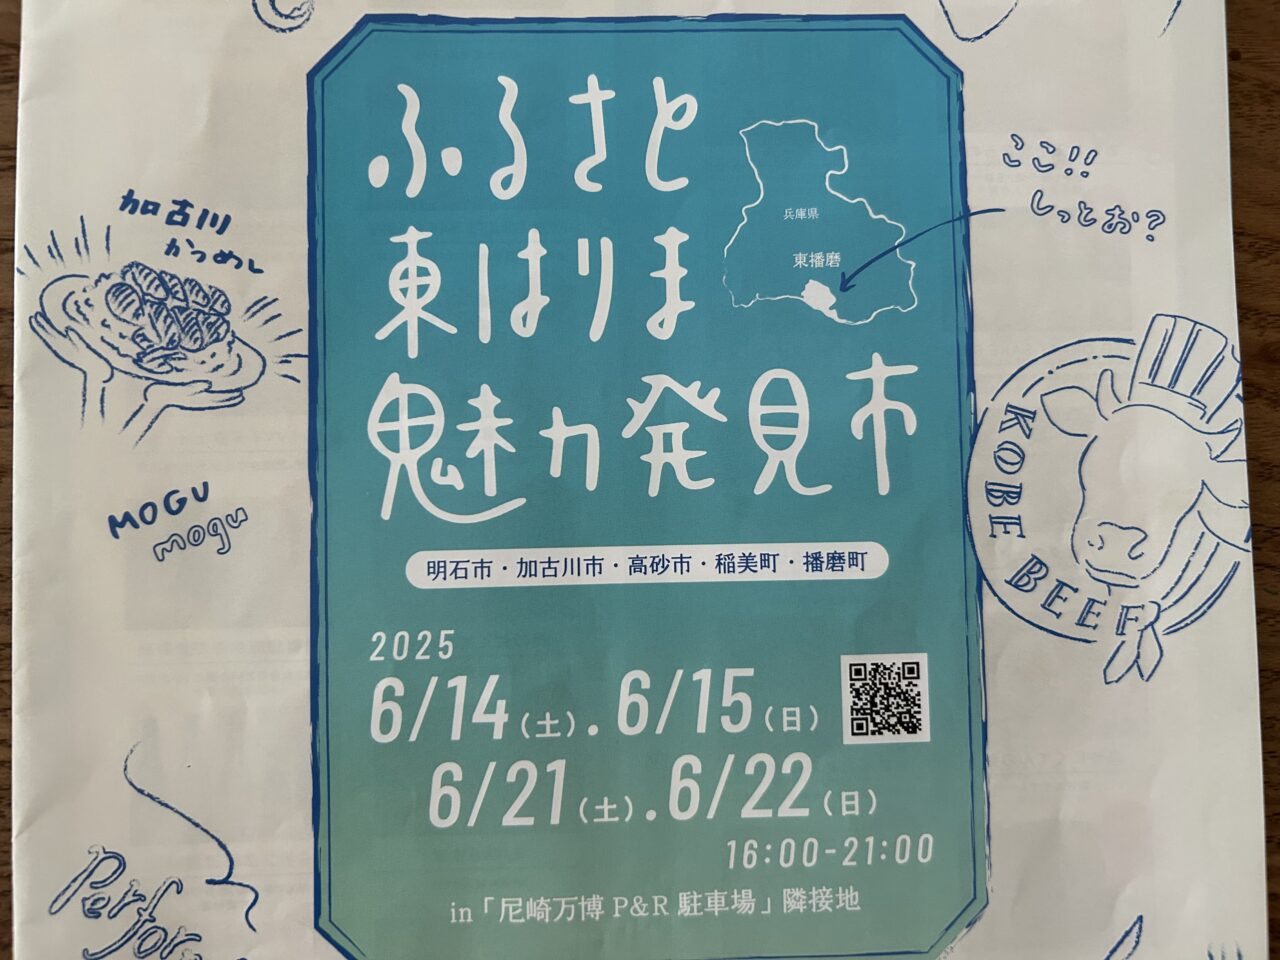 ふるさと
東はりま
魅力発見市
兵庫県
東播磨
ここ!!
しっとお?
加古川
かつめし
MOGU
mogu
KOBE BEEF
明石市・加古川市・高砂市・稲美町・播磨町
2025
6/14(土).6/15(日)
6/21(土).6/22(日)
16:00-21:00
in「尼崎万博 P&R 駐車場」隣接地